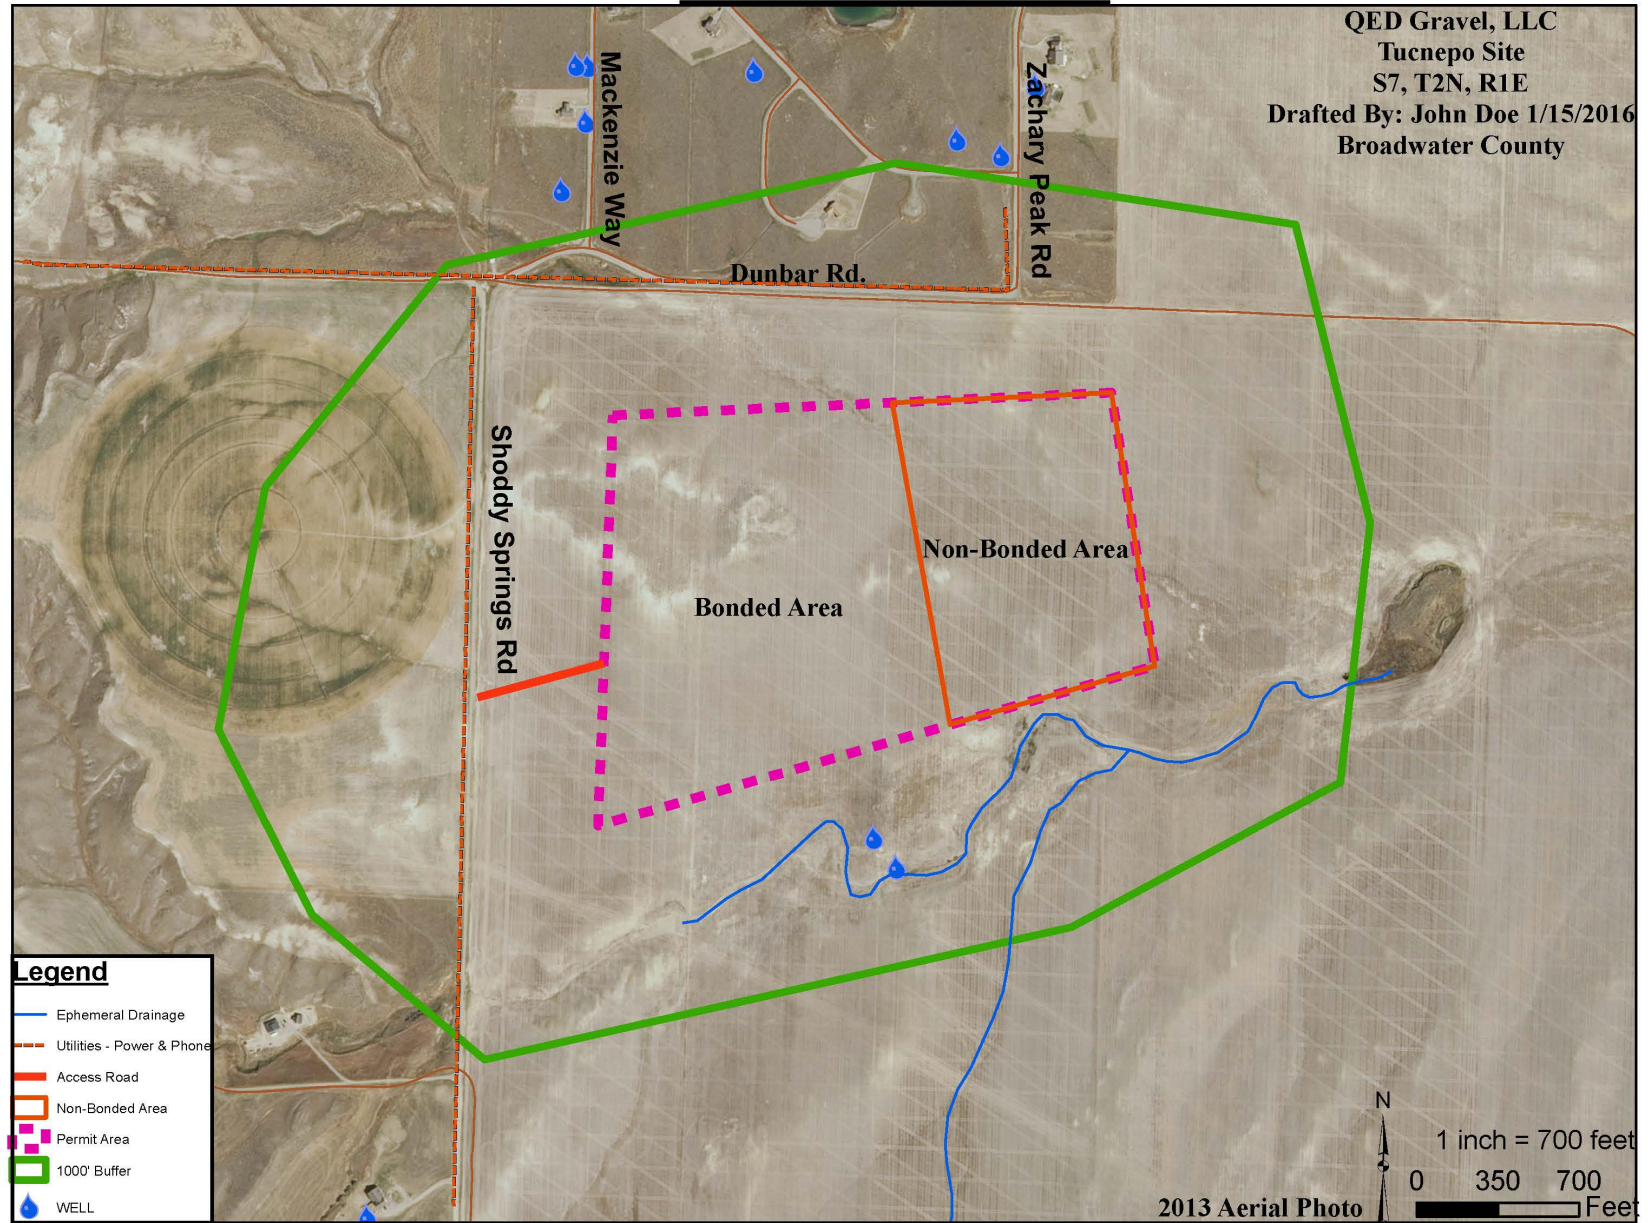 QED Gravel, LLC
Tucnepo Site
S7, T2N, R1E
Drafted By: John Doe 1/15/2016
Broadwater County
Mackenzie Way
Zachary Peak Rd
Dunbar Rd.
Shoddy Springs Rd
Non-Bonded Area
Bonded Area
Legend
Ephemeral Drainage
Utilities - Power & Phone
Access Road
Non-Bonded Area
Permit Area
1000' Buffer
WELL
N
1 inch = 700 feet
0 350 700
Feet
2013 Aerial Photo